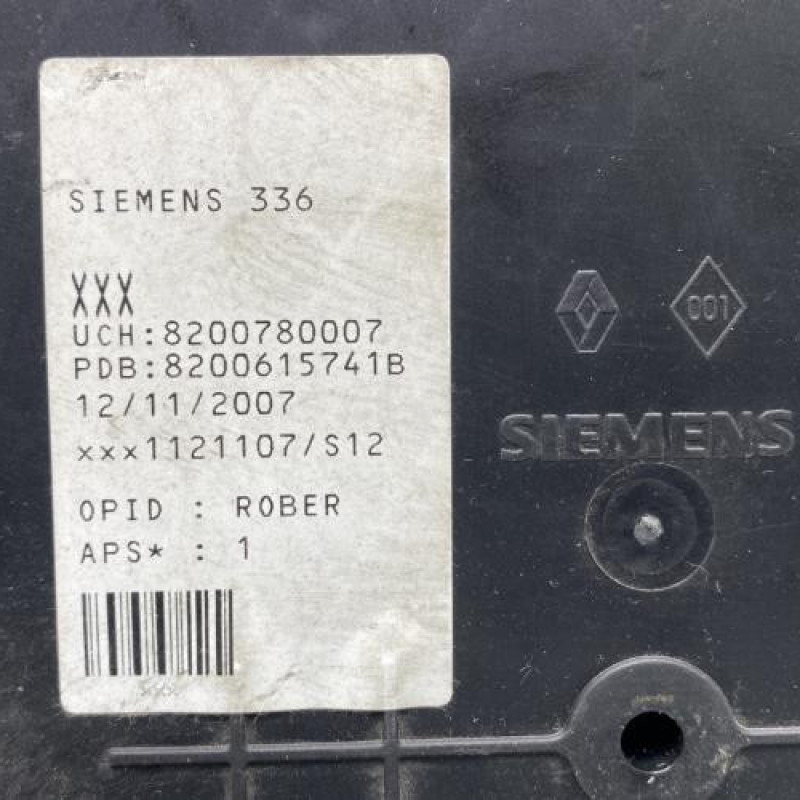 SIEMENS 336
XXX
UCH:8200780007
PDB:8200615741B
12/11/2007
xxx1121107/S12
OPID : ROBER
APS* : 1
001
SIEMENS